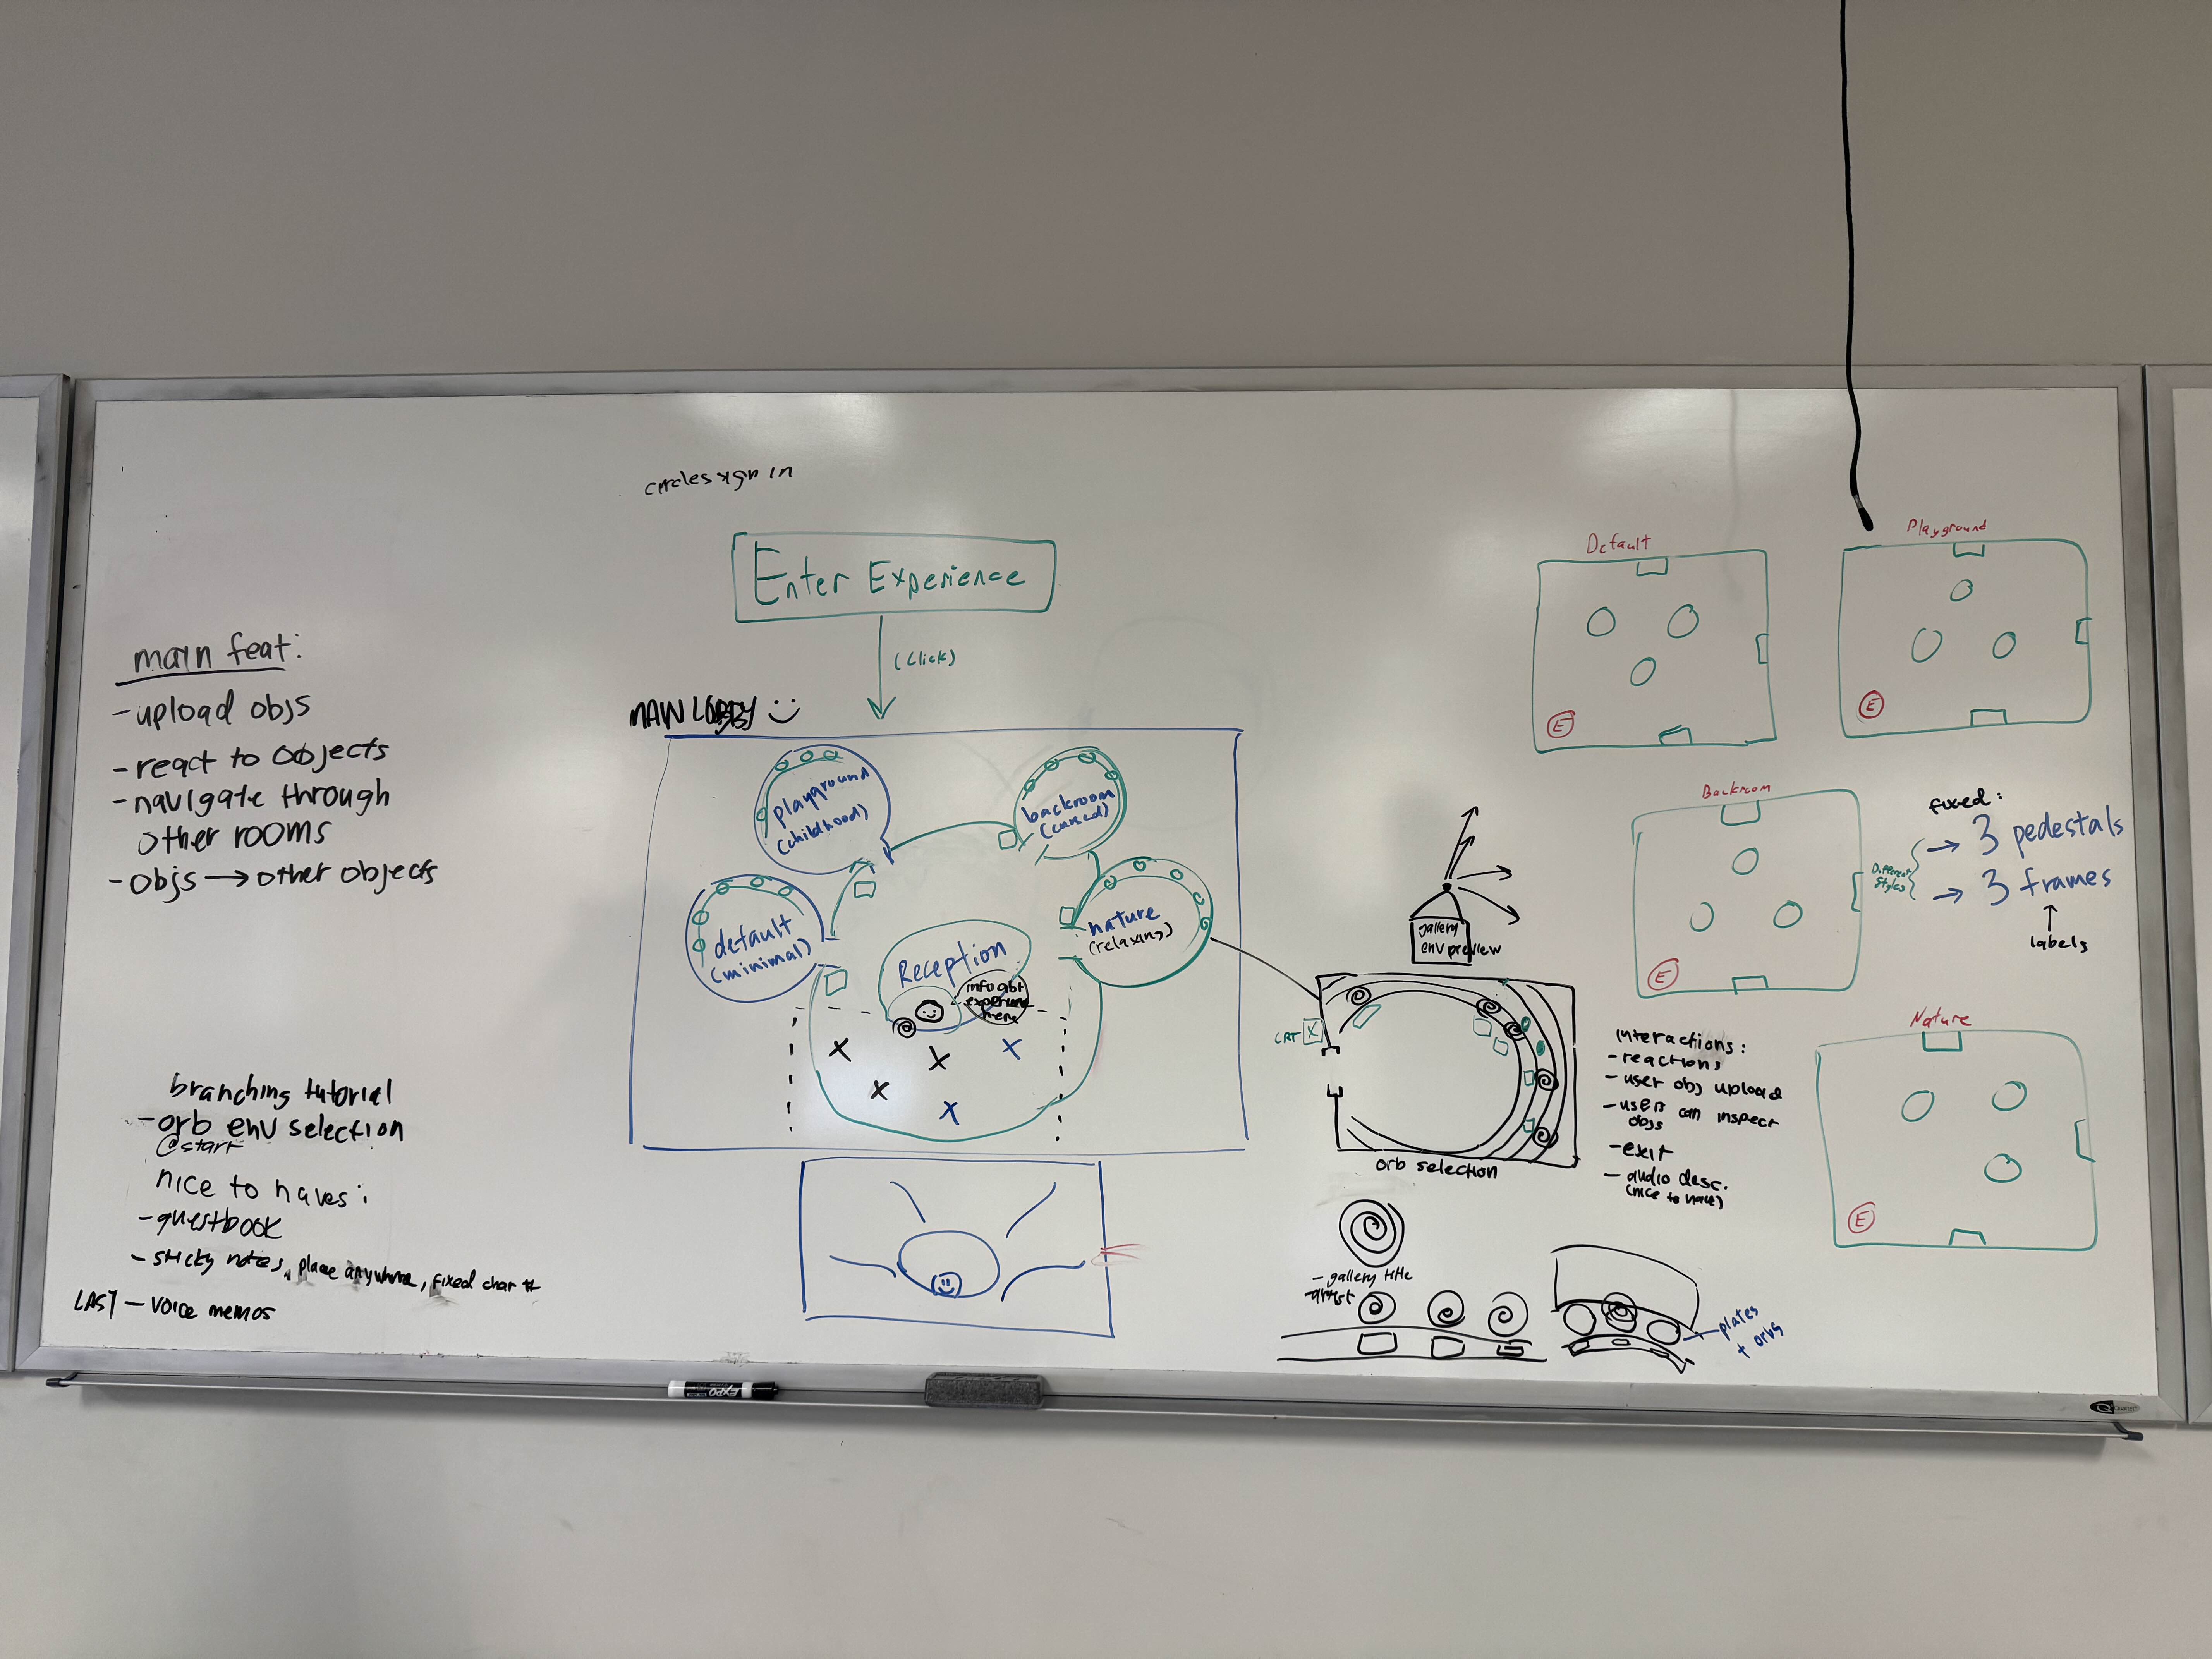 circles sign in
Enter Experience
(click)
main feat:
- upload objs
- react to objects
- navigate through
other rooms
- objs → other objects
branching tutorial
- orb env selection
@start
nice to haves:
- guestbook
- sticky notes, place anywhere, fixed char #
LAST - voice memos
MAIN LOBBY
playground
(childhood)
backroom
(cursed)
default
(minimal)
nature
(relaxing)
Reception
info abt
experience
here
X X X
X X
gallery
env preview
CRT X
orb selection
- gallery title
- artist
plates
+ orbs
Interactions:
- reactions
- user obj upload
- users can inspect
objs
- exit
- audio desc.
(nice to have)
Default
E
Playground
E
Backroom
E
Nature
E
fixed:
Different
Styles
→ 3 pedestals
→ 3 frames
labels
EXPO